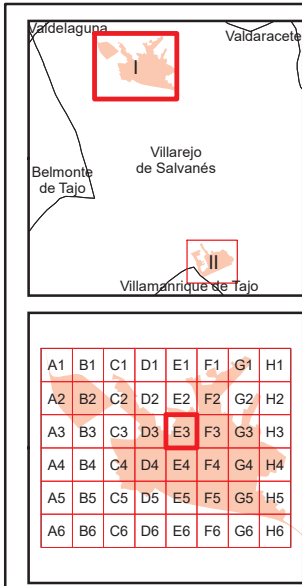 Valdelaguna
Valdaracete
I
Villarejo
de Salvanés
Belmonte
de Tajo
II
Villamanrique de Tajo
A1 B1 C1 D1 E1 F1 G1 H1
A2 B2 C2 D2 E2 F2 G2 H2
A3 B3 C3 D3 E3 F3 G3 H3
A4 B4 C4 D4 E4 F4 G4 H4
A5 B5 C5 D5 E5 F5 G5 H5
A6 B6 C6 D6 E6 F6 G6 H6